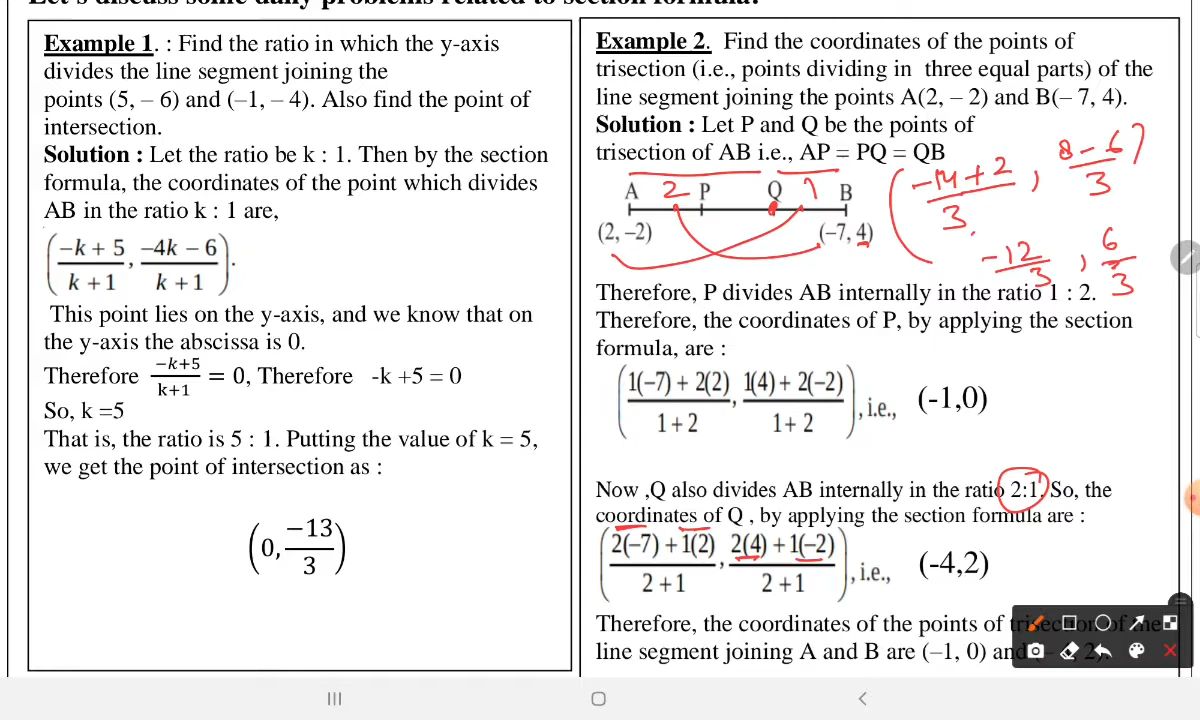 Let's discuss some daily problems related to section formula:
Example 1. : Find the ratio in which the y-axis
divides the line segment joining the
points (5, – 6) and (–1, – 4). Also find the point of
intersection.
Solution : Let the ratio be k : 1. Then by the section
formula, the coordinates of the point which divides
AB in the ratio k : 1 are,
(−k + 5 / k + 1, −4k − 6 / k + 1).
This point lies on the y-axis, and we know that on
the y-axis the abscissa is 0.
Therefore −k+5 / k+1 = 0, Therefore -k +5 = 0
So, k =5
That is, the ratio is 5 : 1. Putting the value of k = 5,
we get the point of intersection as :
(0, −13 / 3)
Example 2. Find the coordinates of the points of
trisection (i.e., points dividing in three equal parts) of the
line segment joining the points A(2, – 2) and B(– 7, 4).
Solution : Let P and Q be the points of
trisection of AB i.e., AP = PQ = QB
A 2 P Q 1 B
(2, –2) (–7, 4)
(−14+2 / 3, 8−6 / 3)
−12 / 3, 6 / 3
Therefore, P divides AB internally in the ratio 1 : 2.
Therefore, the coordinates of P, by applying the section
formula, are :
(1(−7) + 2(2) / 1 + 2, 1(4) + 2(−2) / 1 + 2), i.e., (-1,0)
Now ,Q also divides AB internally in the ratio 2:1. So, the
coordinates of Q , by applying the section formula are :
(2(−7) + 1(2) / 2 + 1, 2(4) + 1(−2) / 2 + 1), i.e., (-4,2)
Therefore, the coordinates of the points of trisection of the
line segment joining A and B are (–1, 0) and